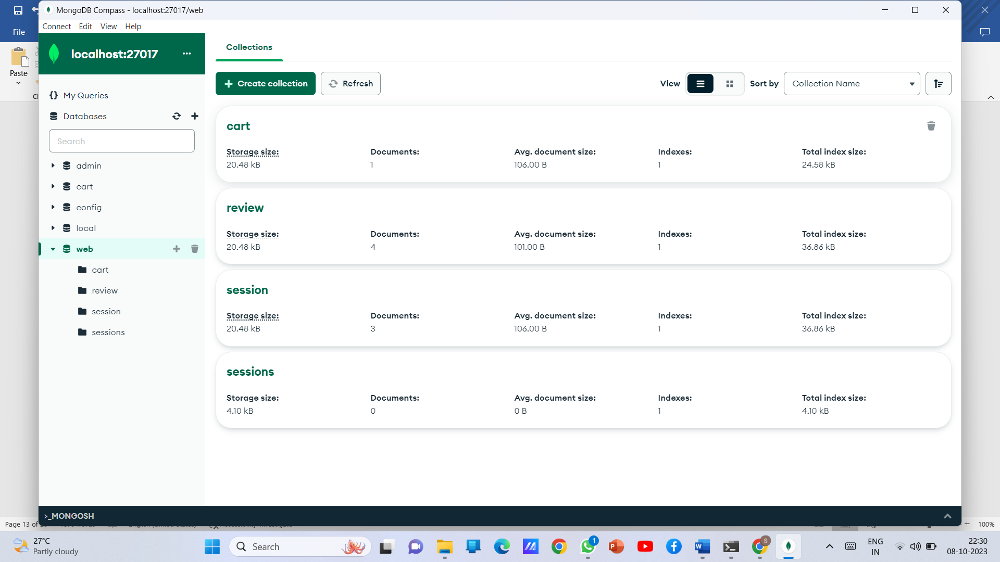 MongoDB Compass - localhost:27017/web
Connect Edit View Help
File
Paste
localhost:27017
My Queries
Databases
Search
admin
cart
config
local
web
cart
review
session
sessions
Collections
Create collection Refresh View Sort by Collection Name
cart
Storage size: Documents: Avg. document size: Indexes: Total index size:
20.48 kB 1 106.00 B 1 24.58 kB
review
Storage size: Documents: Avg. document size: Indexes: Total index size:
20.48 kB 4 101.00 B 1 36.86 kB
session
Storage size: Documents: Avg. document size: Indexes: Total index size:
20.48 kB 3 106.00 B 1 36.86 kB
sessions
Storage size: Documents: Avg. document size: Indexes: Total index size:
4.10 kB 0 0 B 1 4.10 kB
>_MONGOSH
Page 13 of
100%
27°C
Partly cloudy
Search
1
S
ENG
IN
22:30
08-10-2023